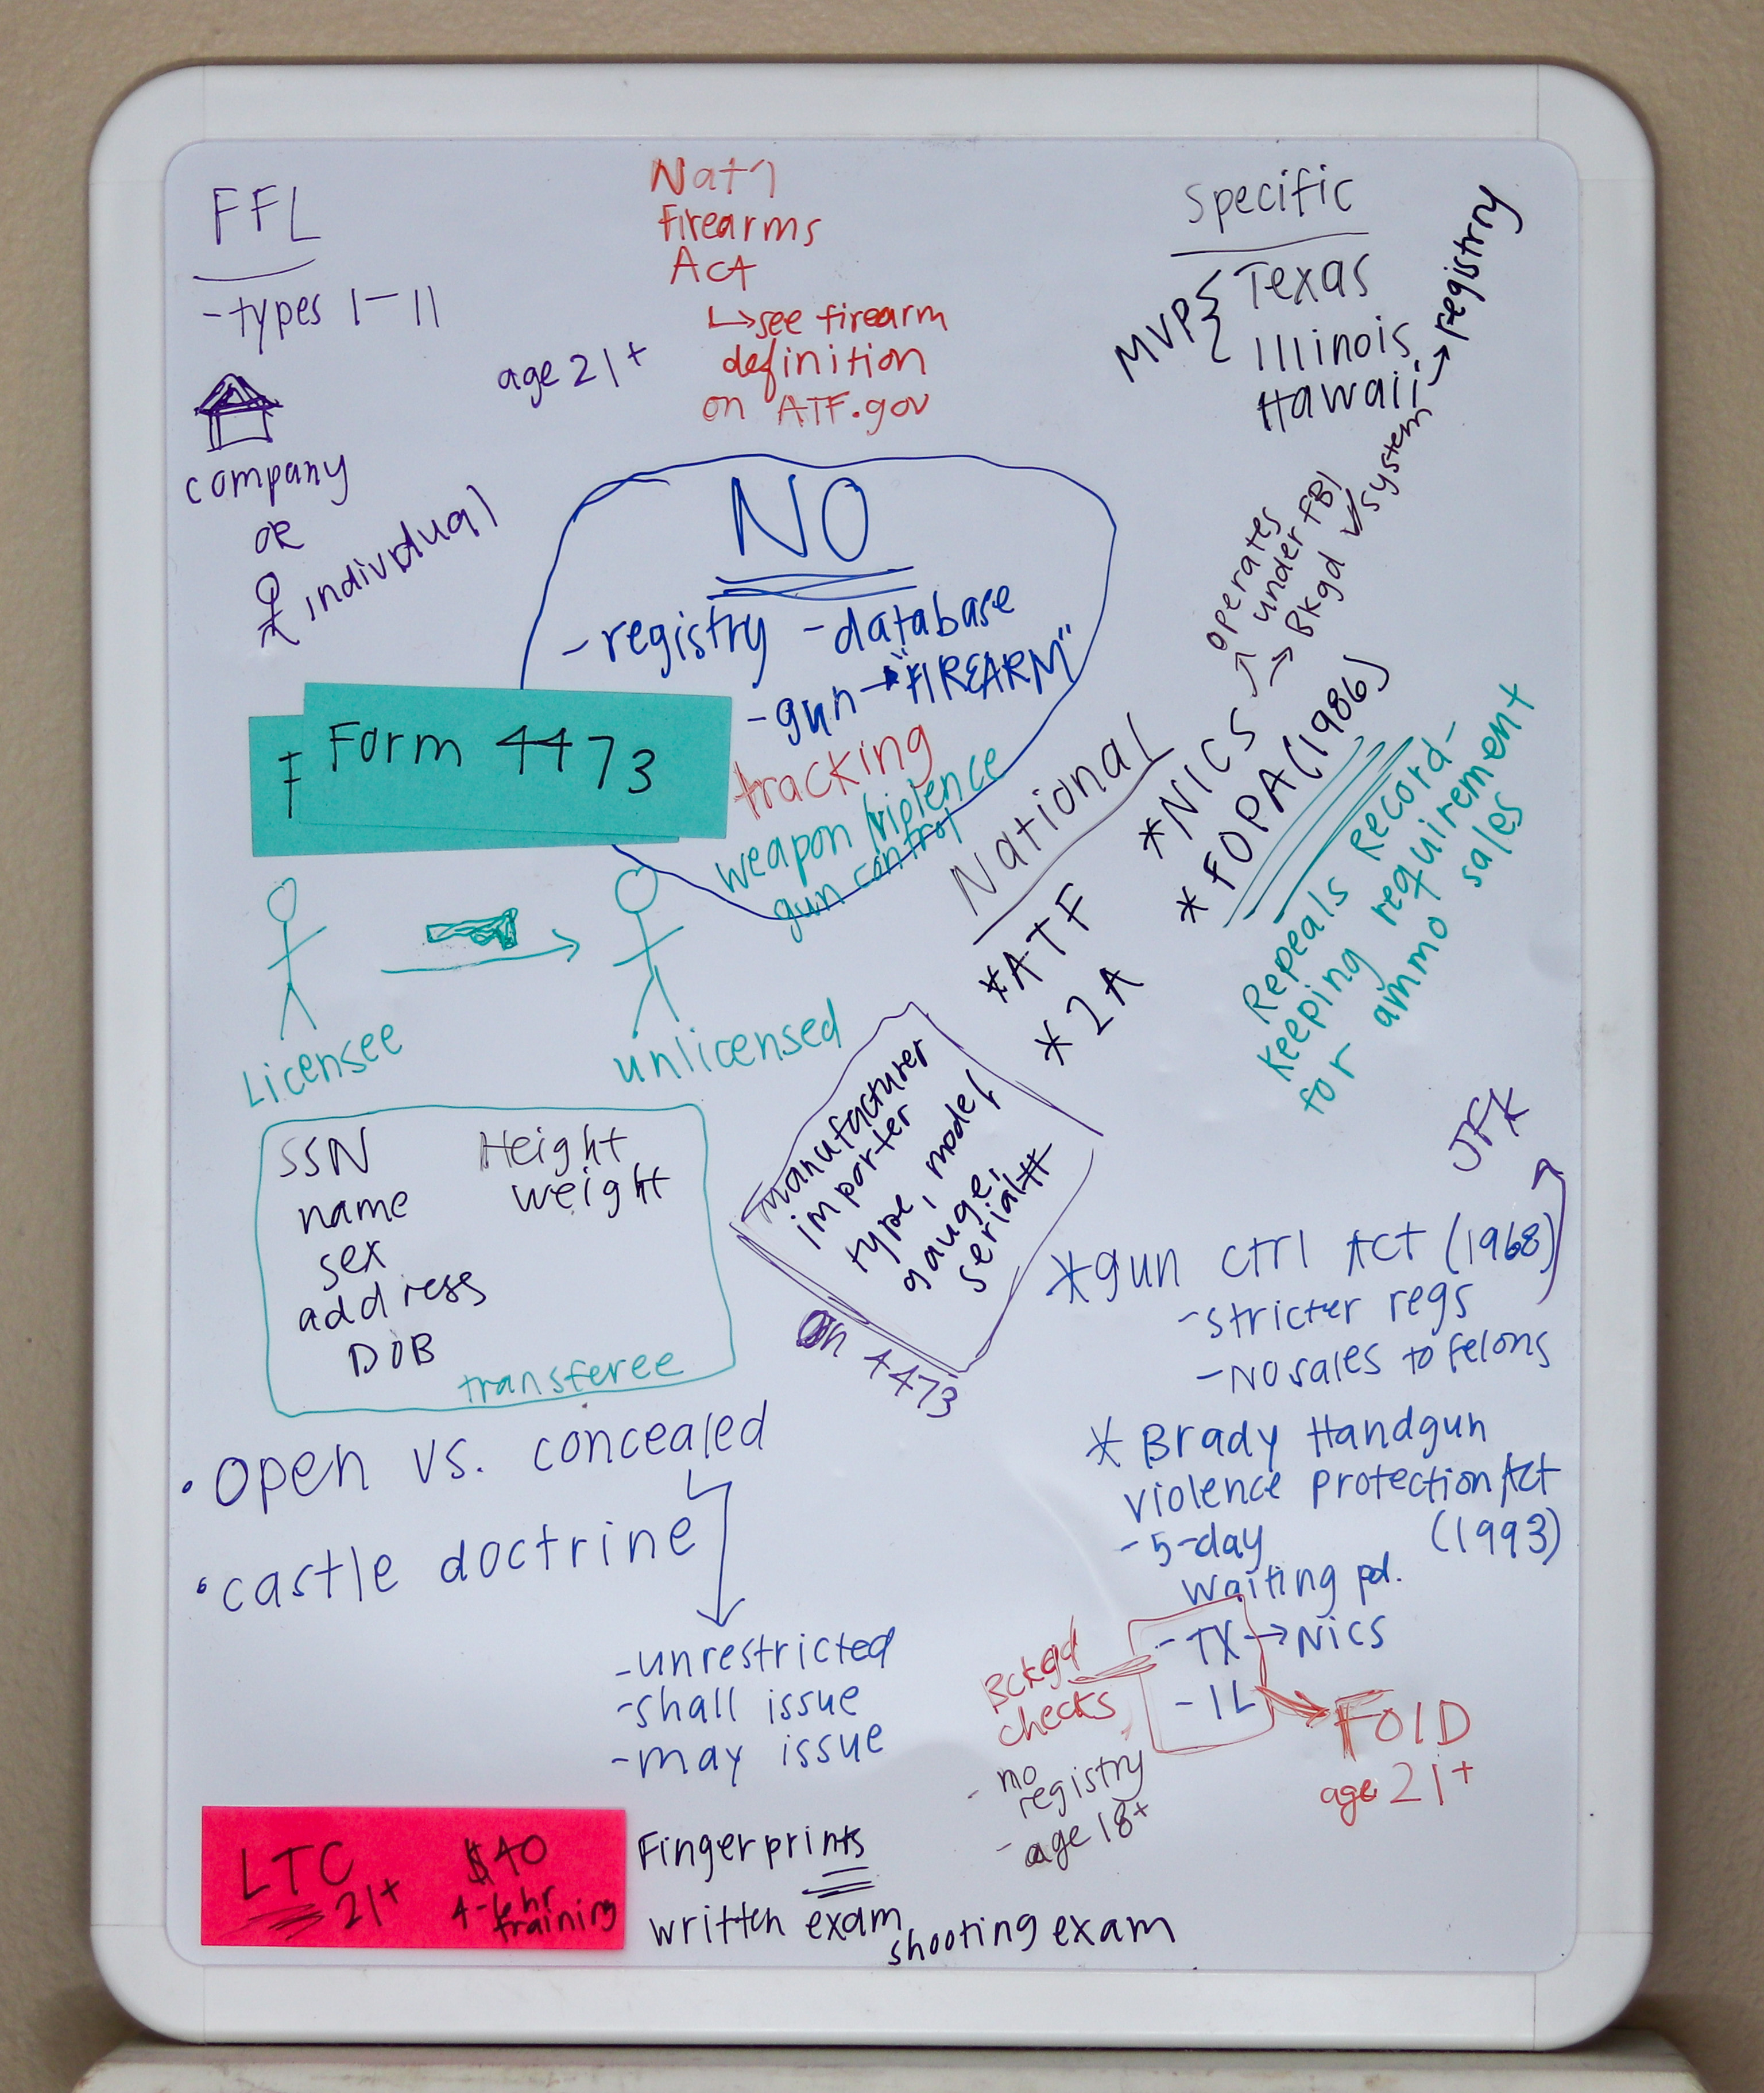 FFL
-types 1-11
company
OR
individual
age 21+
Nat'l
Firearms
Act
see firearm
definition
on ATF.gov
Specific
MVP
Texas
Illinois
Hawaii → registry
NO
-registry -database
-gun → "FIREARM"
tracking
weapon/violence
gun control
Form 4473
Licensee
unlicensed
SSN
name
sex
address
DOB
Height
weight
transferee
manufacturer
importer
type, model
gauge,
serial#
on 4473
National
*ATF
*2A
*NICS
operates
under FBI
→ Bkgd system
*FOPA (1986)
Repeals Record-
keeping requirement
for ammo sales
JFK
*gun ctrl Act (1968)
-stricter regs
-No sales to felons
* Brady Handgun
violence protection Act
(1993)
-5-day
waiting pd.
- TX → NICS
- IL
FOID
age 21+
Bckgd
checks
- no
registry
- age 18+
• open vs. concealed
• castle doctrine
-unrestricted
-shall issue
-may issue
LTC
21+
$40
4-6 hr
training
Fingerprints
written exam
shooting exam